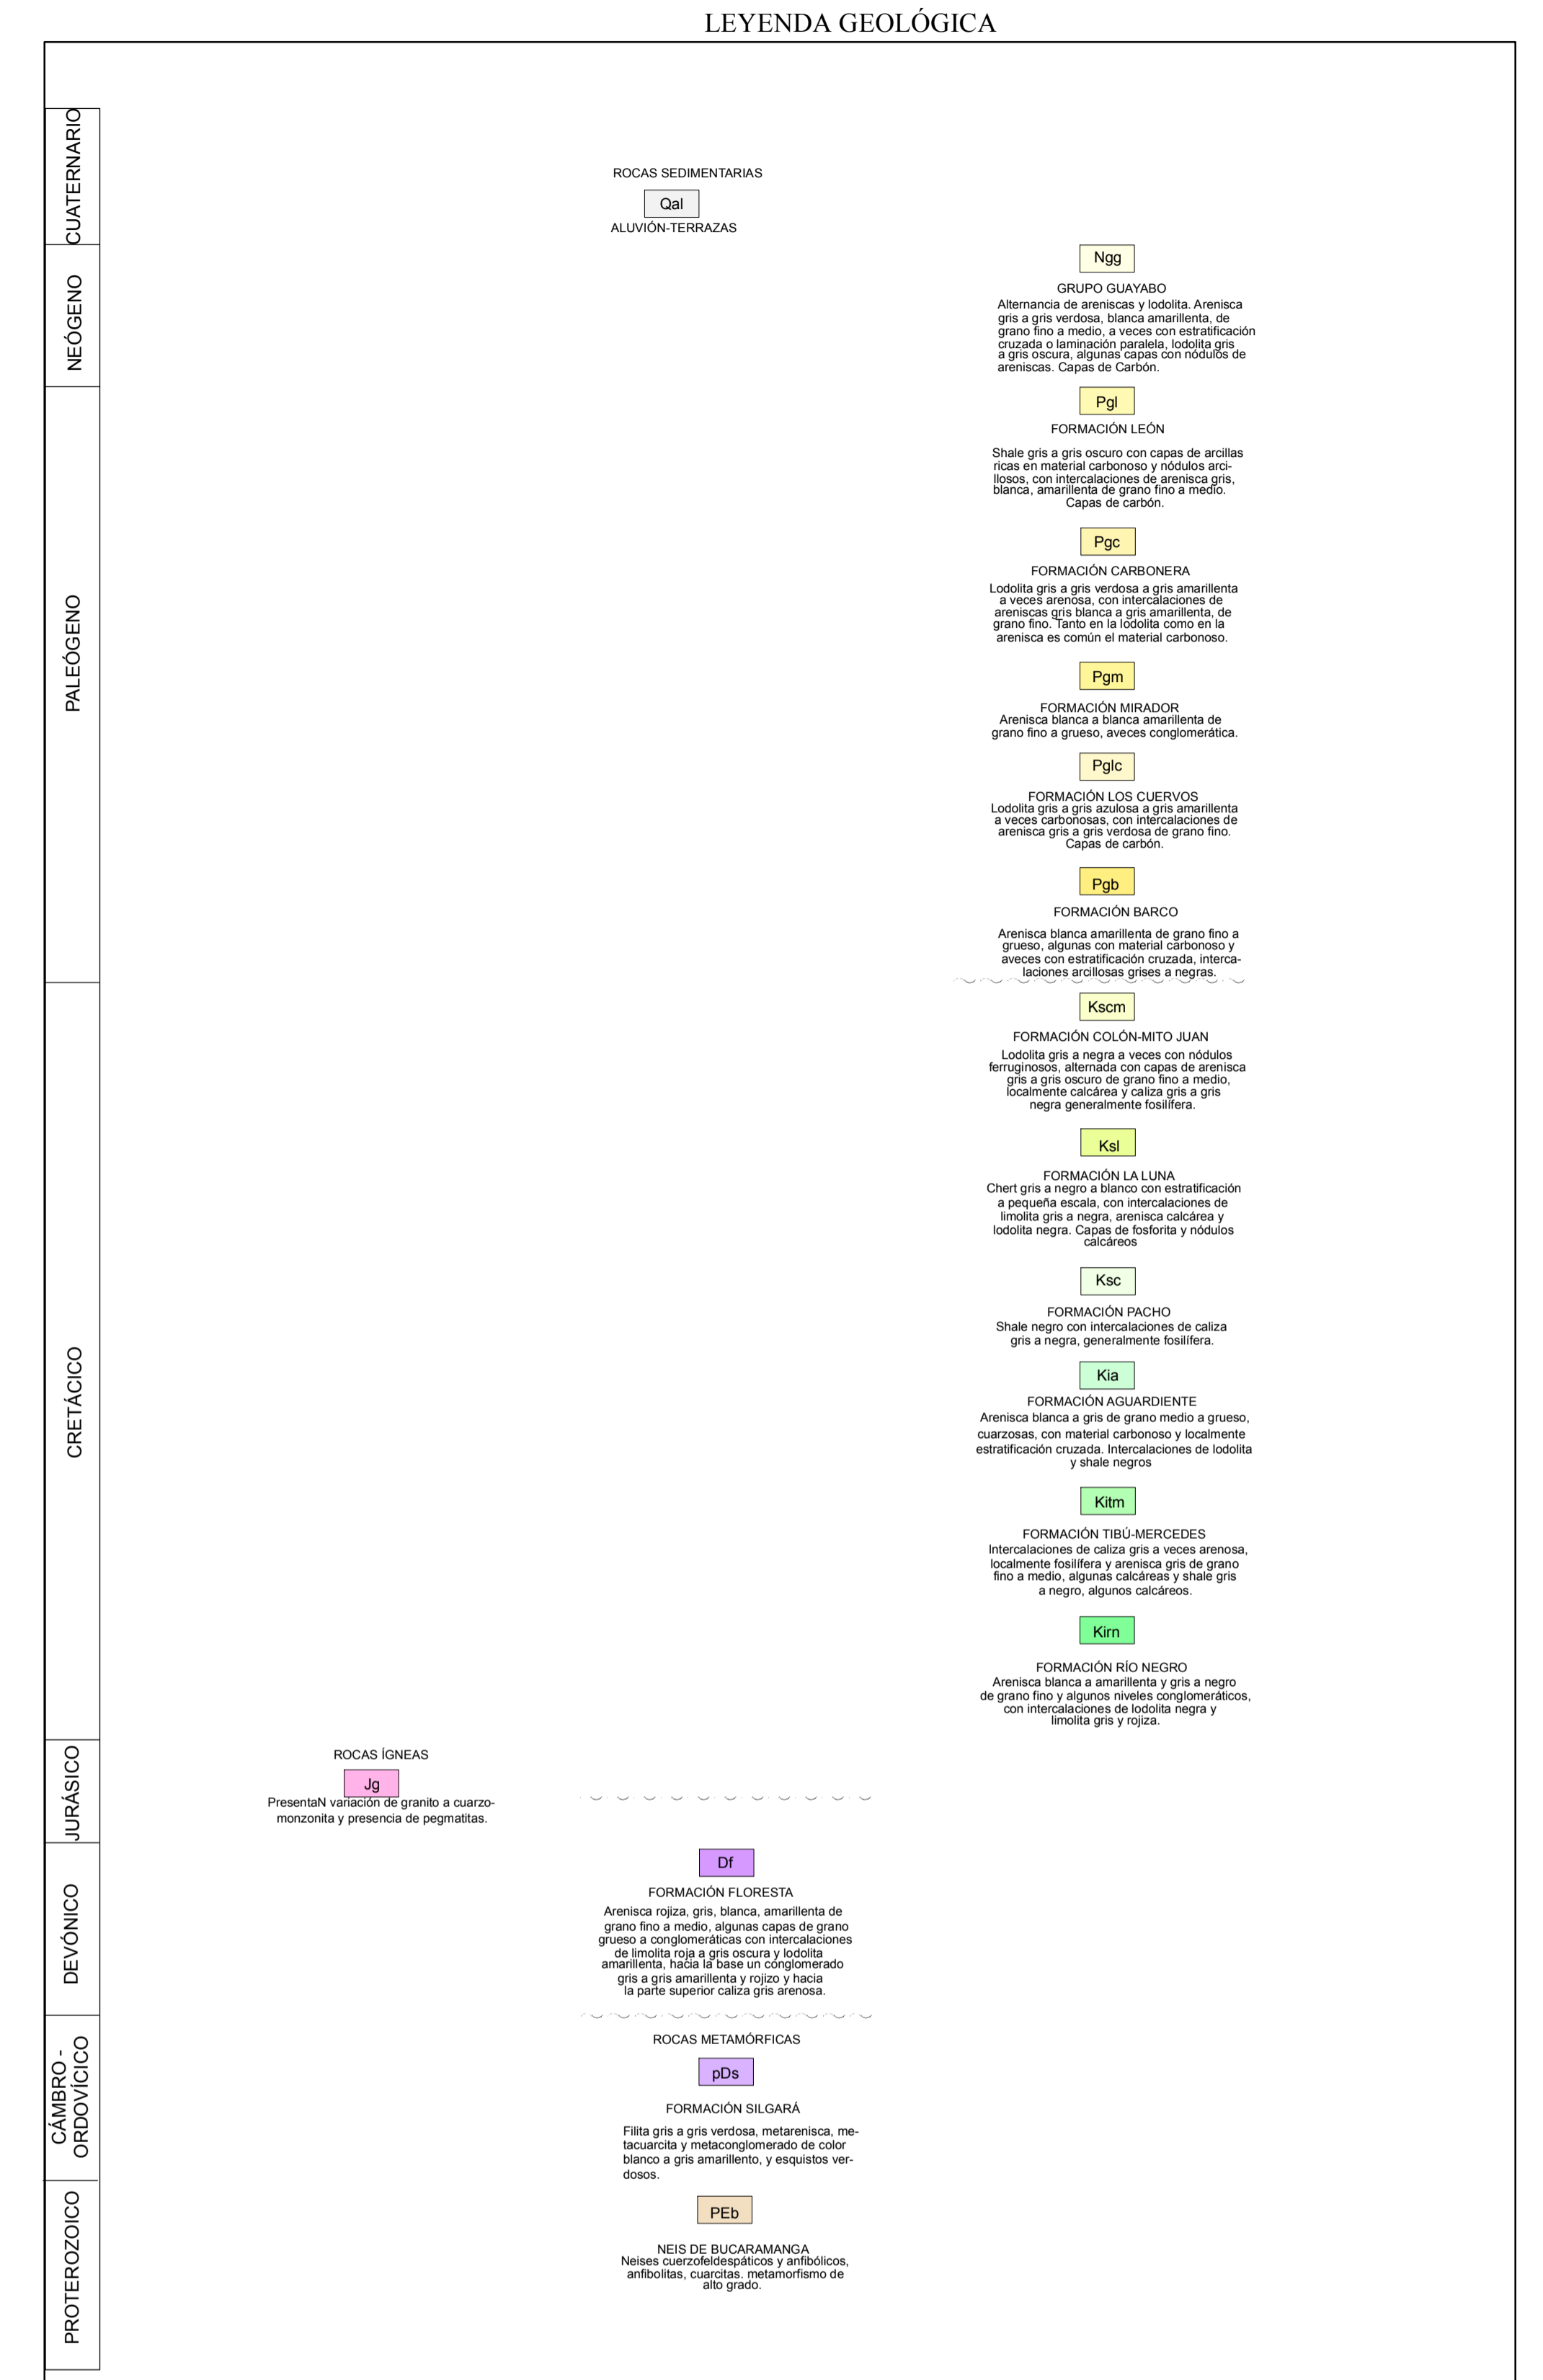 LEYENDA GEOLÓGICA
CUATERNARIO
ROCAS SEDIMENTARIAS
Qal
ALUVIÓN-TERRAZAS
NEÓGENO
Ngg
GRUPO GUAYABO
Alternancia de areniscas y lodolita. Arenisca
gris a gris verdosa, blanca amarillenta, de
grano fino a medio, a veces con estratificación
cruzada o laminación paralela, lodolita gris
a gris oscura, algunas capas con nódulos de
areniscas. Capas de Carbón.
PALEÓGENO
Pgl
FORMACIÓN LEÓN
Shale gris a gris oscuro con capas de arcillas
ricas en material carbonoso y nódulos arci-
llosos, con intercalaciones de arenisca gris,
blanca, amarillenta de grano fino a medio.
Capas de carbón.
Pgc
FORMACIÓN CARBONERA
Lodolita gris a gris verdosa a gris amarillenta
a veces arenosa, con intercalaciones de
areniscas gris blanca a gris amarillenta, de
grano fino. Tanto en la lodolita como en la
arenisca es común el material carbonoso.
Pgm
FORMACIÓN MIRADOR
Arenisca blanca a blanca amarillenta de
grano fino a grueso, aveces conglomerática.
Pglc
FORMACIÓN LOS CUERVOS
Lodolita gris a gris azulosa a gris amarillenta
a veces carbonosas, con intercalaciones de
arenisca gris a gris verdosa de grano fino.
Capas de carbón.
Pgb
FORMACIÓN BARCO
Arenisca blanca amarillenta de grano fino a
grueso, algunas con material carbonoso y
aveces con estratificación cruzada, interca-
laciones arcillosas grises a negras.
CRETÁCICO
Kscm
FORMACIÓN COLÓN-MITO JUAN
Lodolita gris a negra a veces con nódulos
ferruginosos, alternada con capas de arenisca
gris a gris oscuro de grano fino a medio,
localmente calcárea y caliza gris a gris
negra generalmente fosilífera.
Ksl
FORMACIÓN LA LUNA
Chert gris a negro a blanco con estratificación
a pequeña escala, con intercalaciones de
limolita gris a negra, arenisca calcárea y
lodolita negra. Capas de fosforita y nódulos
calcáreos
Ksc
FORMACIÓN PACHO
Shale negro con intercalaciones de caliza
gris a negra, generalmente fosilífera.
Kia
FORMACIÓN AGUARDIENTE
Arenisca blanca a gris de grano medio a grueso,
cuarzosas, con material carbonoso y localmente
estratificación cruzada. Intercalaciones de lodolita
y shale negros
Kitm
FORMACIÓN TIBÚ-MERCEDES
Intercalaciones de caliza gris a veces arenosa,
localmente fosilífera y arenisca gris de grano
fino a medio, algunas calcáreas y shale gris
a negro, algunos calcáreos.
Kirn
FORMACIÓN RÍO NEGRO
Arenisca blanca a amarillenta y gris a negro
de grano fino y algunos niveles conglomeráticos,
con intercalaciones de lodolita negra y
limolita gris y rojiza.
JURÁSICO
ROCAS ÍGNEAS
Jg
PresentaN variación de granito a cuarzo-
monzonita y presencia de pegmatitas.
DEVÓNICO
Df
FORMACIÓN FLORESTA
Arenisca rojiza, gris, blanca, amarillenta de
grano fino a medio, algunas capas de grano
grueso a conglomeráticas con intercalaciones
de limolita roja a gris oscura y lodolita
amarillenta, hacia la base un conglomerado
gris a gris amarillenta y rojizo y hacia
la parte superior caliza gris arenosa.
CÁMBRO -
ORDOVÍCICO
ROCAS METAMÓRFICAS
pDs
FORMACIÓN SILGARÁ
Filita gris a gris verdosa, metarenisca, me-
tacuarcita y metaconglomerado de color
blanco a gris amarillento, y esquistos ver-
dosos.
PROTEROZOICO
PEb
NEIS DE BUCARAMANGA
Neises cuerzofeldespáticos y anfibólicos,
anfibolitas, cuarcitas. metamorfismo de
alto grado.